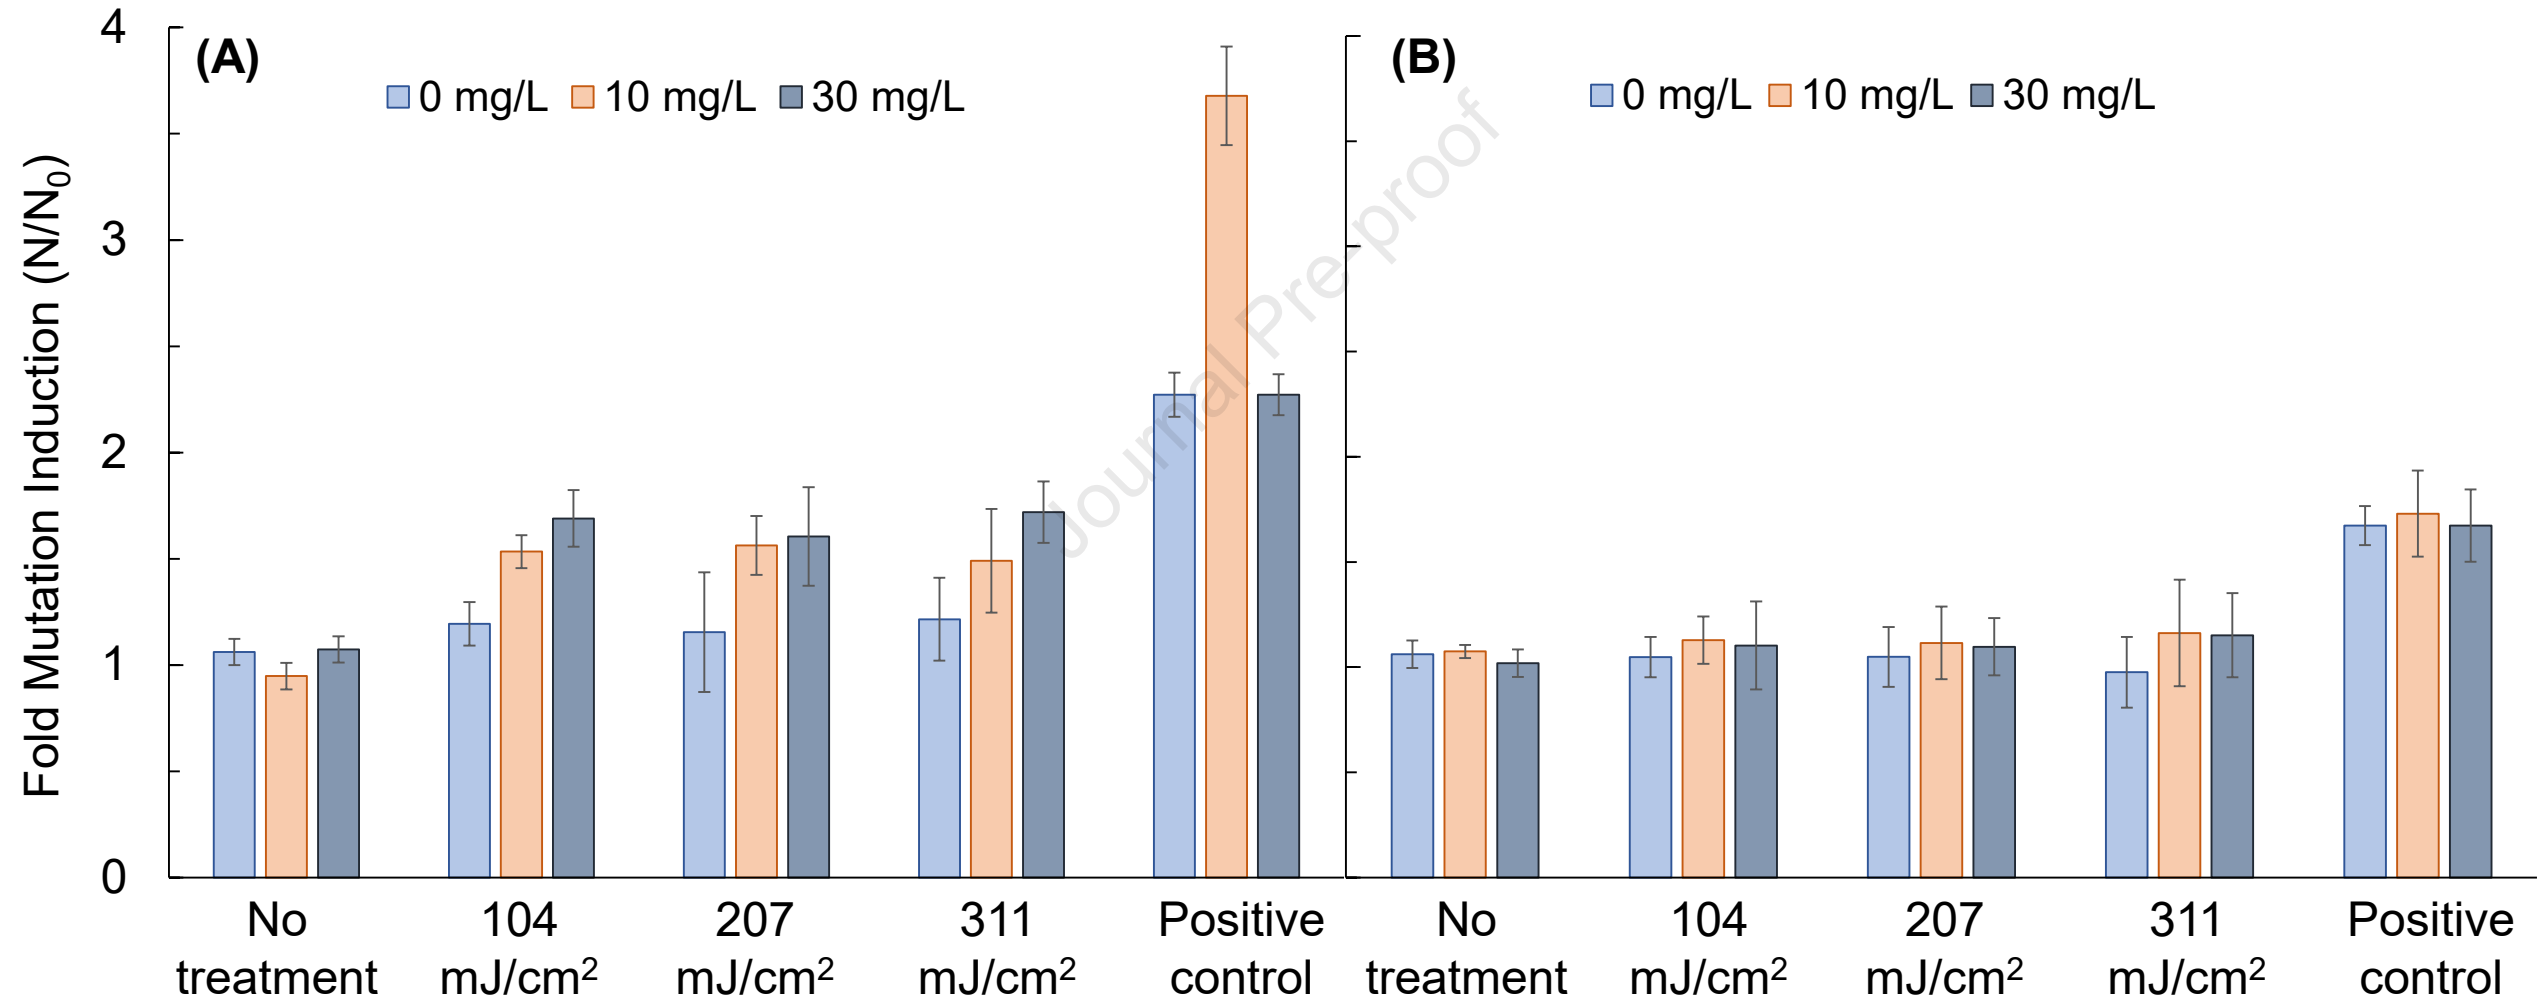 (A)
0 mg/L 10 mg/L 30 mg/L
(B)
0 mg/L 10 mg/L 30 mg/L
Fold Mutation Induction (N/N₀)
4
3
2
1
0
No treatment
104 mJ/cm²
207 mJ/cm²
311 mJ/cm²
Positive control
No treatment
104 mJ/cm²
207 mJ/cm²
311 mJ/cm²
Positive control
Journal Pre-proof